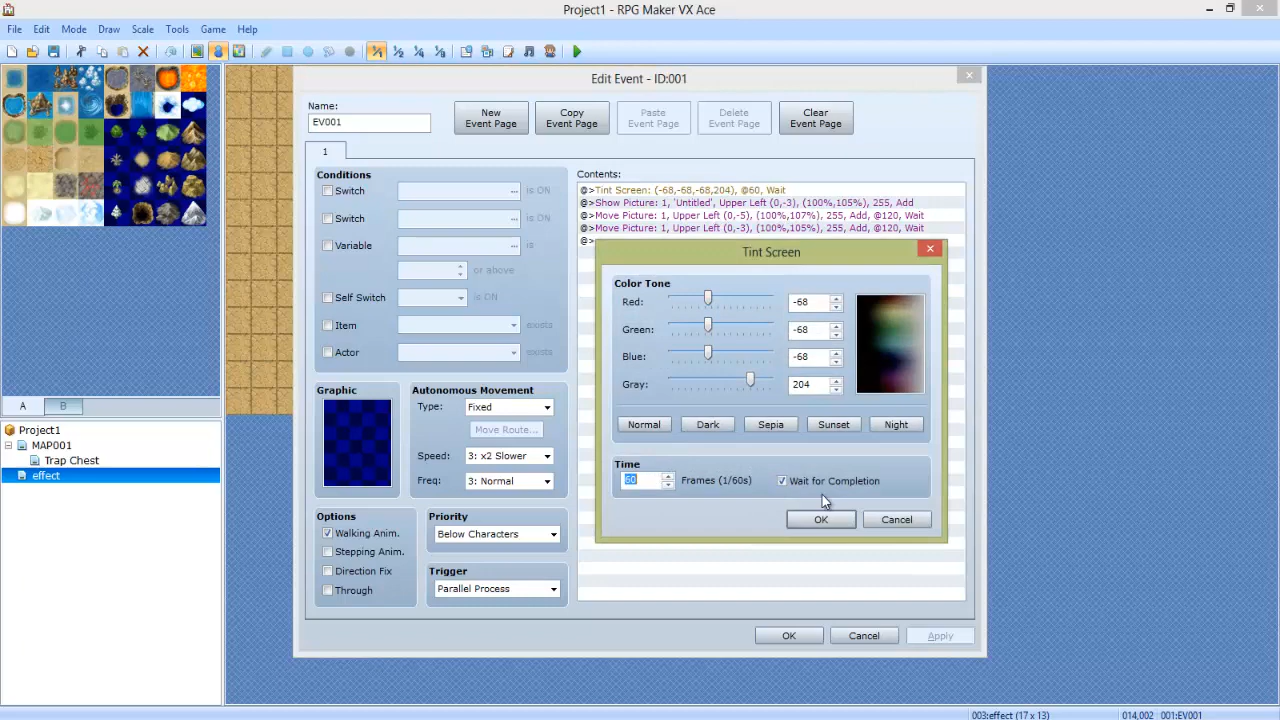 Project1 - RPG Maker VX Ace
File Edit Mode Draw Scale Tools Game Help
1/1 1/2 1/4 1/8
Edit Event - ID:001
Name:
EV001
New Event Page
Copy Event Page
Paste Event Page
Delete Event Page
Clear Event Page
1
Conditions
Switch ... is ON
Switch ... is ON
Variable ... is
or above
Self Switch is ON
Item exists
Actor exists
Graphic
Autonomous Movement
Type: Fixed
Move Route...
Speed: 3: x2 Slower
Freq: 3: Normal
Options
Walking Anim.
Stepping Anim.
Direction Fix
Through
Priority
Below Characters
Trigger
Parallel Process
Contents:
@>Tint Screen: (-68,-68,-68,204), @60, Wait
@>Show Picture: 1, 'Untitled', Upper Left (0,-3), (100%,105%), 255, Add
@>Move Picture: 1, Upper Left (0,-5), (100%,107%), 255, Add, @120, Wait
@>Move Picture: 1, Upper Left (0,-3), (100%,105%), 255, Add, @120, Wait
@>
Tint Screen
Color Tone
Red: -68
Green: -68
Blue: -68
Gray: 204
Normal Dark Sepia Sunset Night
Time
60 Frames (1/60s) Wait for Completion
OK Cancel
OK Cancel Apply
A B
Project1
MAP001
Trap Chest
effect
003:effect (17 x 13) 014,002 001:EV001